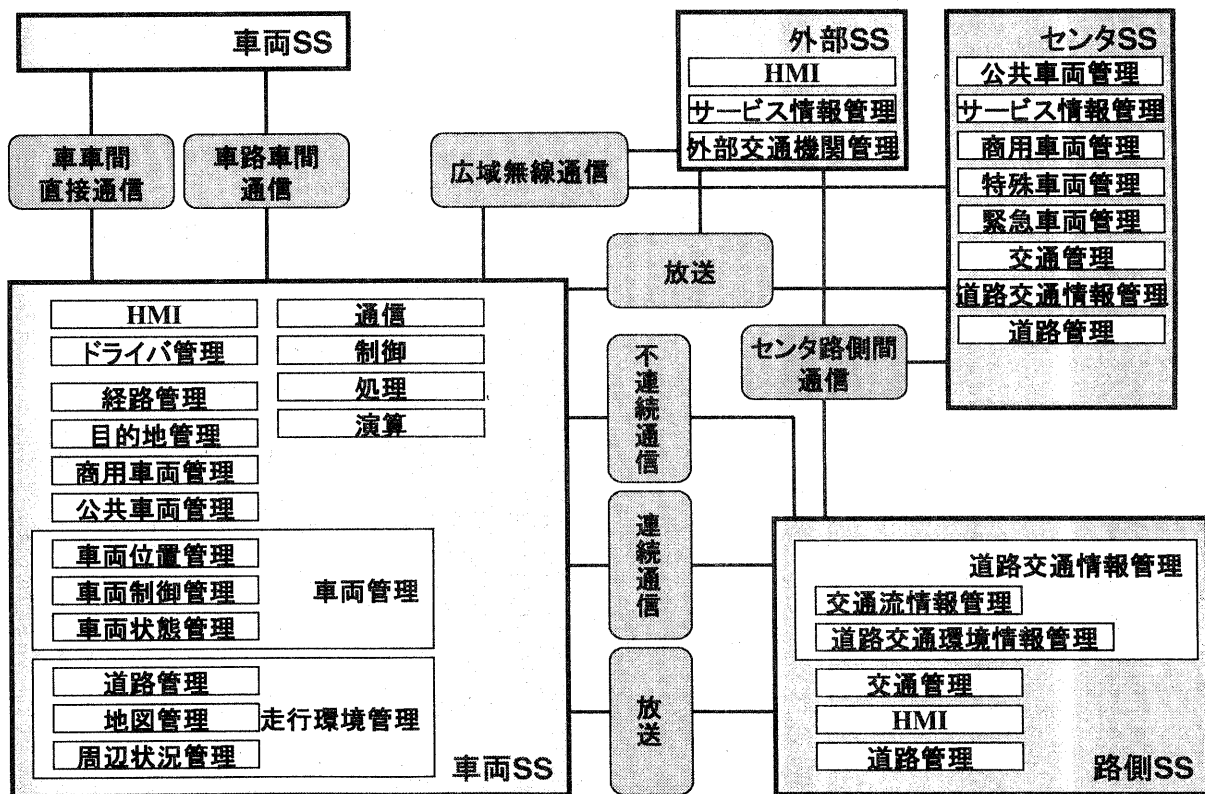 車両SS
外部SS
HMI
サービス情報管理
外部交通機関管理
センタSS
公共車両管理
サービス情報管理
商用車両管理
特殊車両管理
緊急車両管理
交通管理
道路交通情報管理
道路管理
車車間
直接通信
車路車間
通信
広域無線通信
放送
センタ路側間
通信
不連続通信
連続通信
放送
HMI
ドライバ管理
経路管理
目的地管理
商用車両管理
公共車両管理
通信
制御
処理
演算
車両位置管理
車両制御管理
車両状態管理
車両管理
道路管理
地図管理
周辺状況管理
走行環境管理
車両SS
道路交通情報管理
交通流情報管理
道路交通環境情報管理
交通管理
HMI
道路管理
路側SS